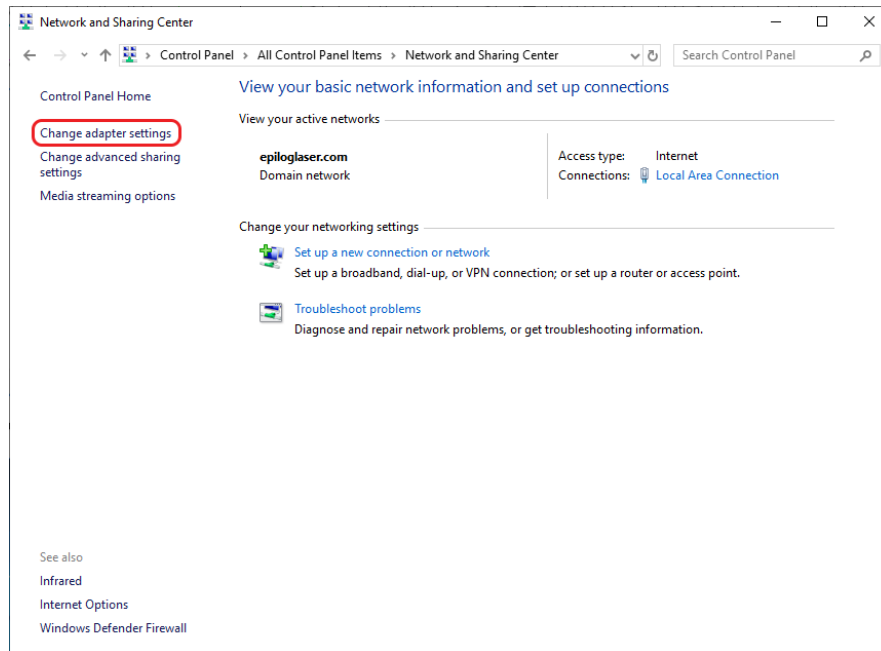 Network and Sharing Center
Control Panel > All Control Panel Items > Network and Sharing Center
Search Control Panel
Control Panel Home
Change adapter settings
Change advanced sharing
settings
Media streaming options
View your basic network information and set up connections
View your active networks
epiloglaser.com
Domain network
Access type: Internet
Connections: Local Area Connection
Change your networking settings
Set up a new connection or network
Set up a broadband, dial-up, or VPN connection; or set up a router or access point.
Troubleshoot problems
Diagnose and repair network problems, or get troubleshooting information.
See also
Infrared
Internet Options
Windows Defender Firewall